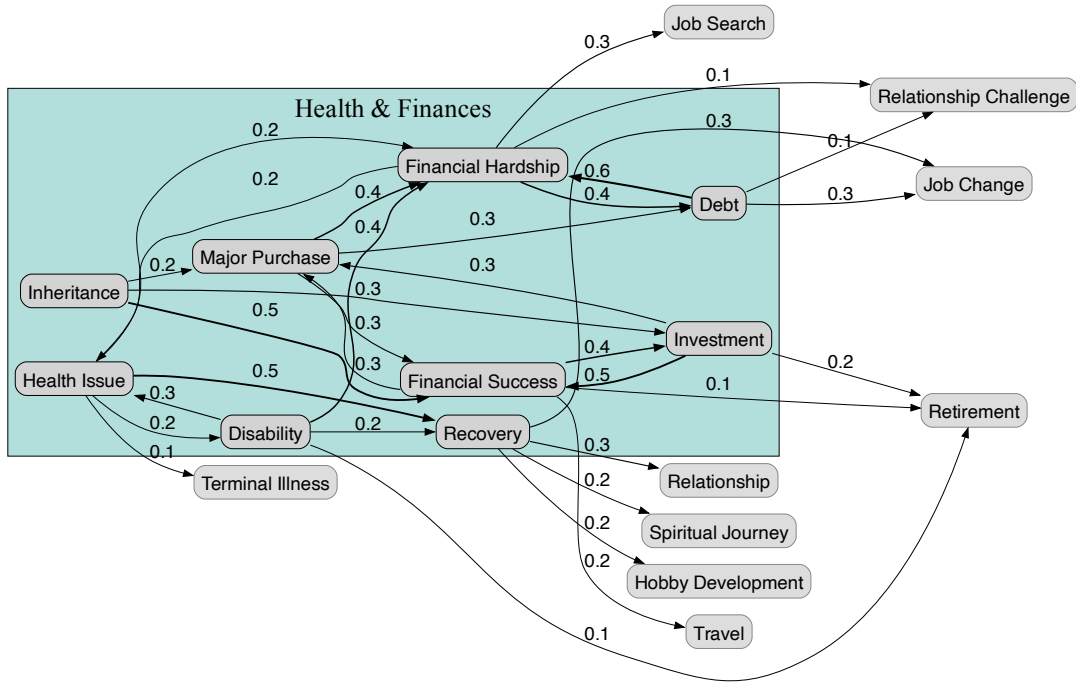 Job Search
0.3
0.1
Relationship Challenge
Health & Finances
0.2
0.3
0.1
Financial Hardship
0.6
0.2
0.4
0.4
Job Change
Debt
0.3
0.4
0.3
Major Purchase
0.2
0.3
Inheritance
0.3
0.5
0.3
Investment
0.4
0.2
Health Issue
0.5
0.3
Financial Success
0.5
0.1
0.3
Retirement
0.2
Disability
0.2
Recovery
0.1
0.3
Terminal Illness
Relationship
0.2
Spiritual Journey
0.2
0.2
Hobby Development
0.1
Travel